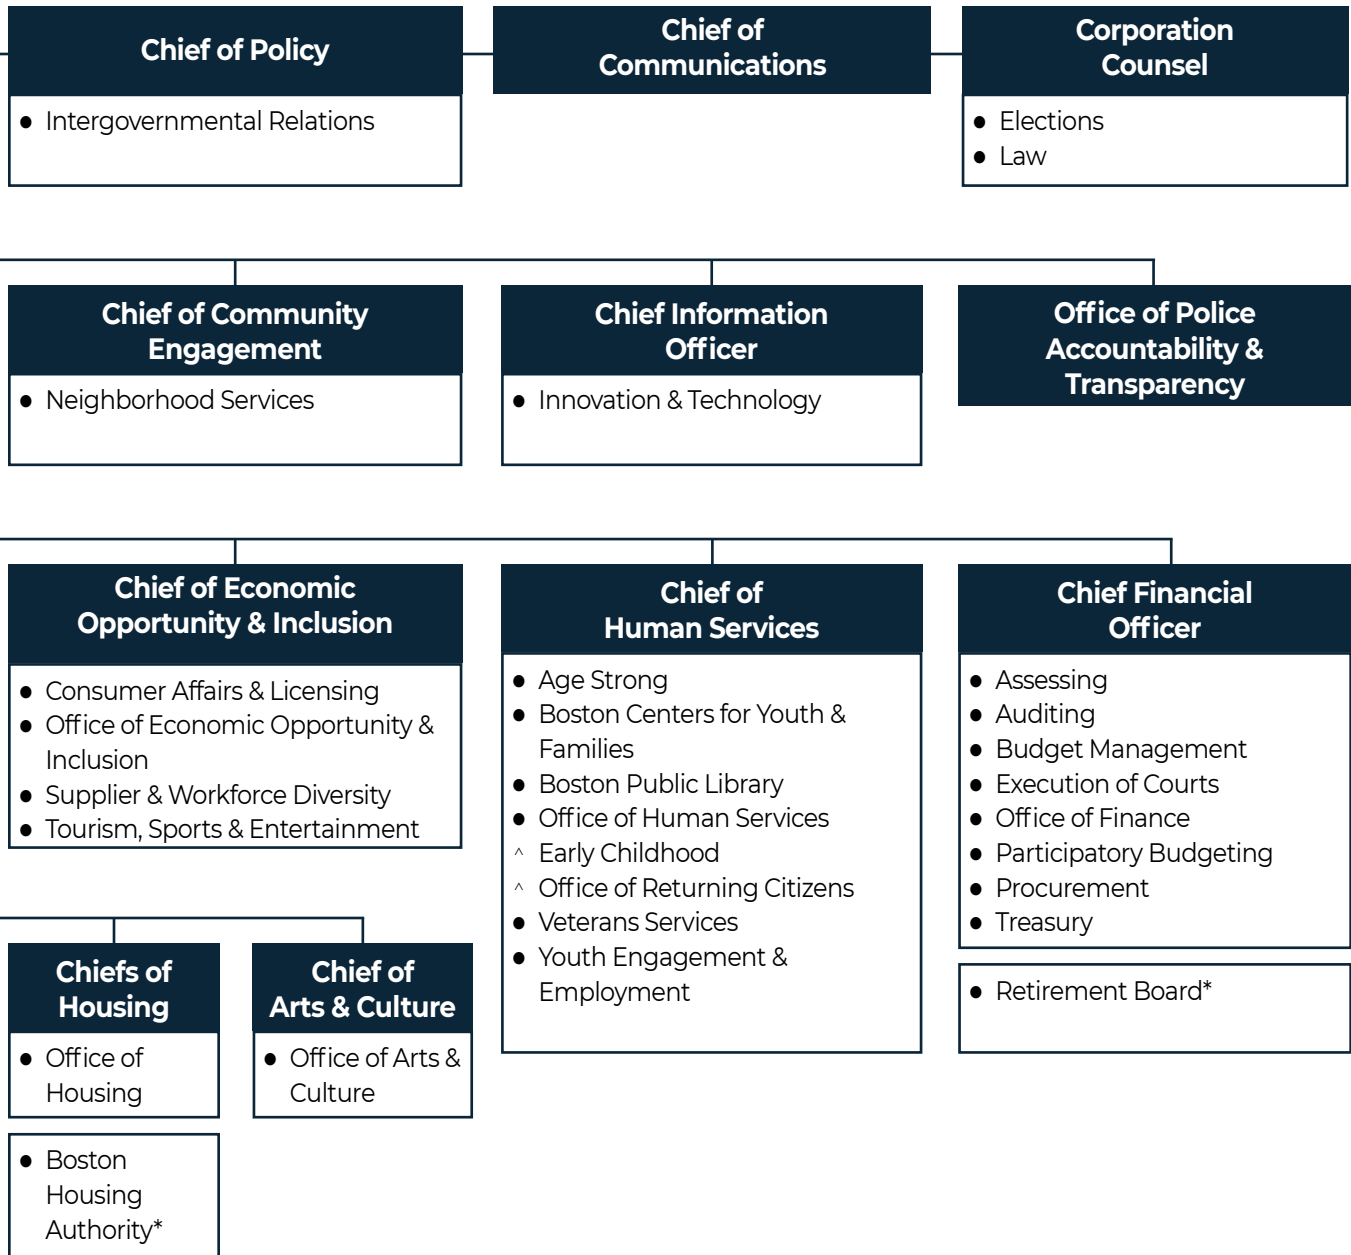 Chief of Policy
● Intergovernmental Relations
Chief of
Communications
Corporation
Counsel
● Elections
● Law
Chief of Community
Engagement
● Neighborhood Services
Chief Information
Officer
● Innovation & Technology
Office of Police
Accountability &
Transparency
Chief of Economic
Opportunity & Inclusion
● Consumer Affairs & Licensing
● Office of Economic Opportunity &
Inclusion
● Supplier & Workforce Diversity
● Tourism, Sports & Entertainment
Chief of
Human Services
● Age Strong
● Boston Centers for Youth &
Families
● Boston Public Library
● Office of Human Services
^ Early Childhood
^ Office of Returning Citizens
● Veterans Services
● Youth Engagement &
Employment
Chief Financial
Officer
● Assessing
● Auditing
● Budget Management
● Execution of Courts
● Office of Finance
● Participatory Budgeting
● Procurement
● Treasury
● Retirement Board*
Chiefs of
Housing
● Office of
Housing
● Boston
Housing
Authority*
Chief of
Arts & Culture
● Office of Arts &
Culture